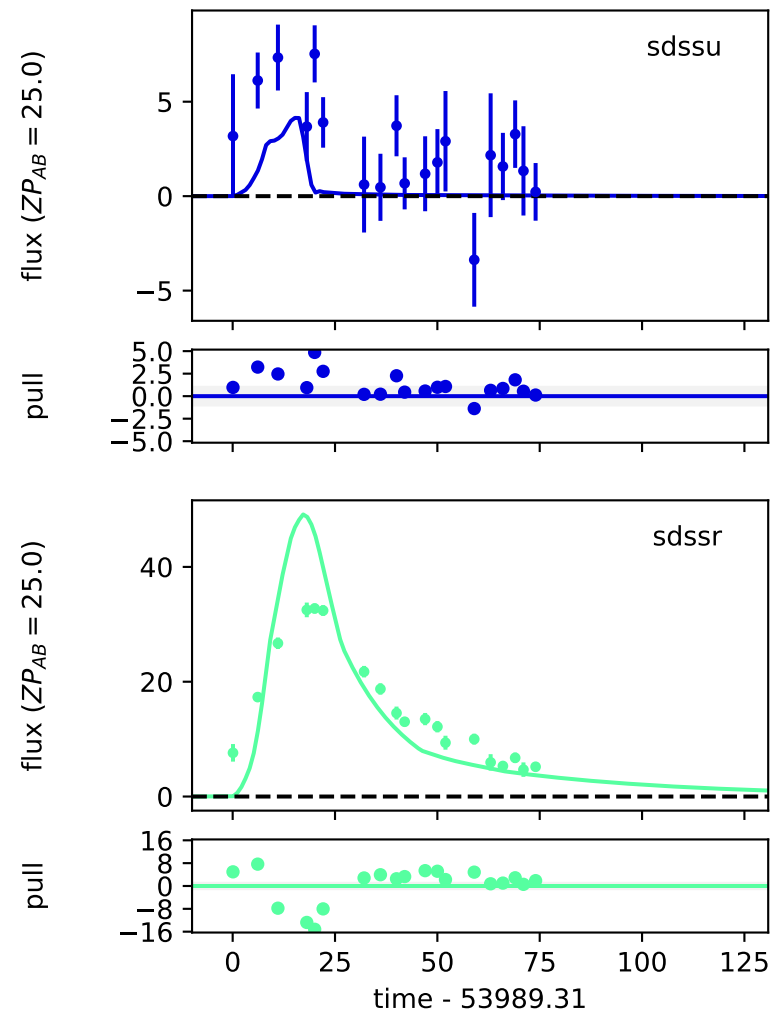 sdssu
flux (ZP_AB = 25.0)
5
0
−5
pull
5.0
2.5
0.0
−2.5
−5.0
sdssr
flux (ZP_AB = 25.0)
40
20
0
pull
16
8
0
−8
−16
0 25 50 75 100 125
time - 53989.31